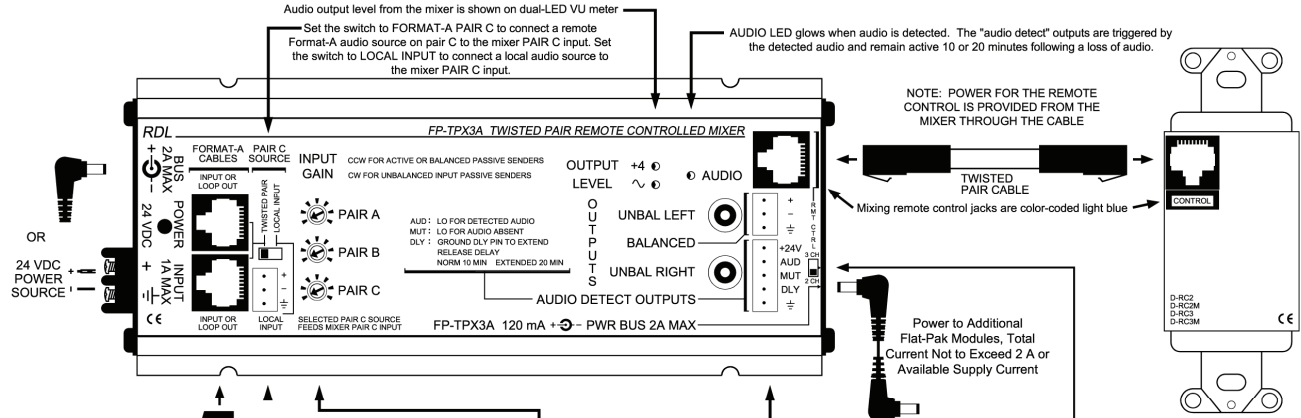 Audio output level from the mixer is shown on dual-LED VU meter
Set the switch to FORMAT-A PAIR C to connect a remote
Format-A audio source on pair C to the mixer PAIR C input. Set
the switch to LOCAL INPUT to connect a local audio source to
the mixer PAIR C input.
AUDIO LED glows when audio is detected. The "audio detect" outputs are triggered by
the detected audio and remain active 10 or 20 minutes following a loss of audio.
NOTE: POWER FOR THE REMOTE
CONTROL IS PROVIDED FROM THE
MIXER THROUGH THE CABLE
TWISTED
PAIR CABLE
Mixing remote control jacks are color-coded light blue
CONTROL
D-RC2
D-RC2M
D-RC3
D-RC3M
CE
OR
24 VDC
POWER
SOURCE
+
-
RDL
FP-TPX3A TWISTED PAIR REMOTE CONTROLLED MIXER
+ -
BUS
2A MAX
POWER
24 VDC
INPUT
1A MAX
+
CE
FORMAT-A
CABLES
INPUT OR
LOOP OUT
INPUT OR
LOOP OUT
PAIR C
SOURCE
TWISTED PAIR
LOCAL INPUT
+
-
LOCAL
INPUT
INPUT
GAIN
CCW FOR ACTIVE OR BALANCED PASSIVE SENDERS
CW FOR UNBALANCED INPUT PASSIVE SENDERS
PAIR A
PAIR B
PAIR C
SELECTED PAIR C SOURCE
FEEDS MIXER PAIR C INPUT
AUD: LO FOR DETECTED AUDIO
MUT: LO FOR AUDIO ABSENT
DLY: GROUND DLY PIN TO EXTEND
RELEASE DELAY
NORM 10 MIN EXTENDED 20 MIN
OUTPUT +4
LEVEL
AUDIO
OUTPUTS
UNBAL LEFT
BALANCED
UNBAL RIGHT
AUDIO DETECT OUTPUTS
+
-
+24V
AUD
MUT
DLY
RMT CTRL
3 CH
2 CH
FP-TPX3A 120 mA + - PWR BUS 2A MAX
Power to Additional
Flat-Pak Modules, Total
Current Not to Exceed 2 A or
Available Supply Current